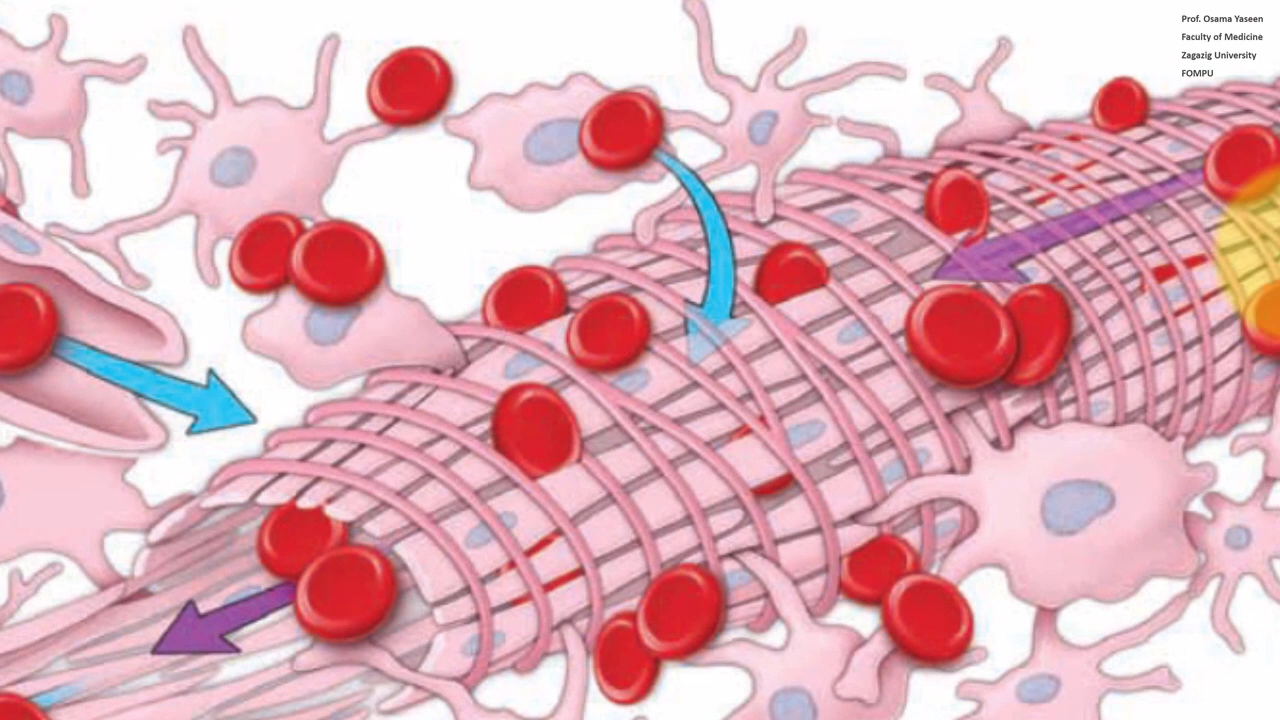 Prof. Osama Yaseen
Faculty of Medicine
Zagazig University
FOMPU